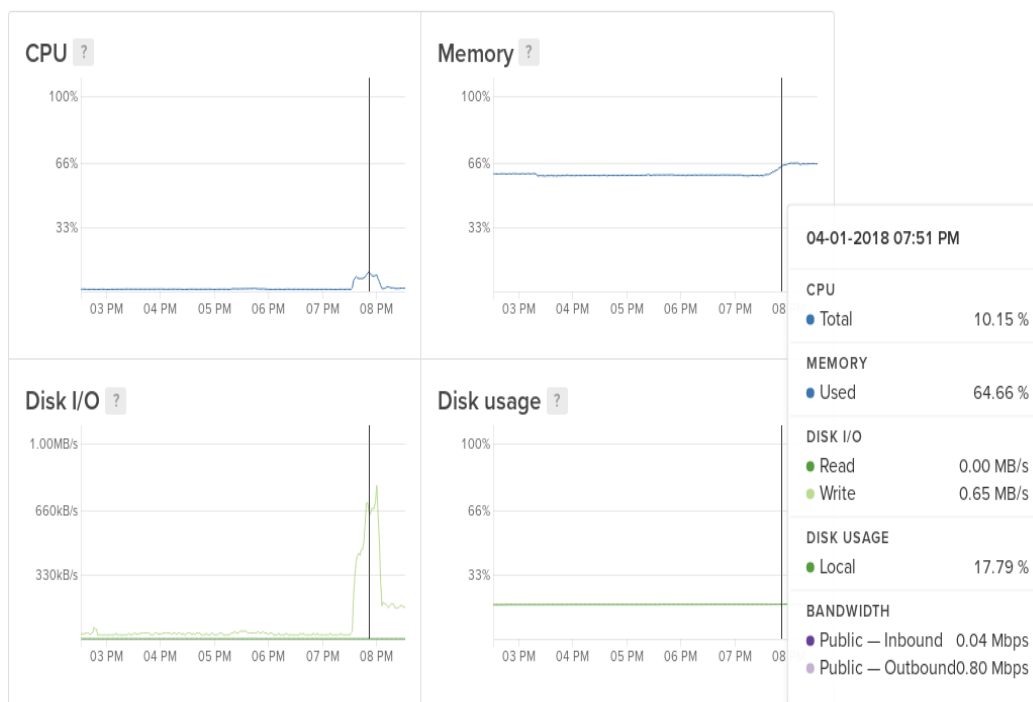 CPU ?
100%
66%
33%
03 PM 04 PM 05 PM 06 PM 07 PM 08 PM
Memory ?
100%
66%
33%
03 PM 04 PM 05 PM 06 PM 07 PM 08
Disk I/O ?
1.00MB/s
660kB/s
330kB/s
03 PM 04 PM 05 PM 06 PM 07 PM 08 PM
Disk usage ?
100%
66%
33%
03 PM 04 PM 05 PM 06 PM 07 PM 08
04-01-2018 07:51 PM
CPU
Total 10.15 %
MEMORY
Used 64.66 %
DISK I/O
Read 0.00 MB/s
Write 0.65 MB/s
DISK USAGE
Local 17.79 %
BANDWIDTH
Public — Inbound 0.04 Mbps
Public — Outbound0.80 Mbps